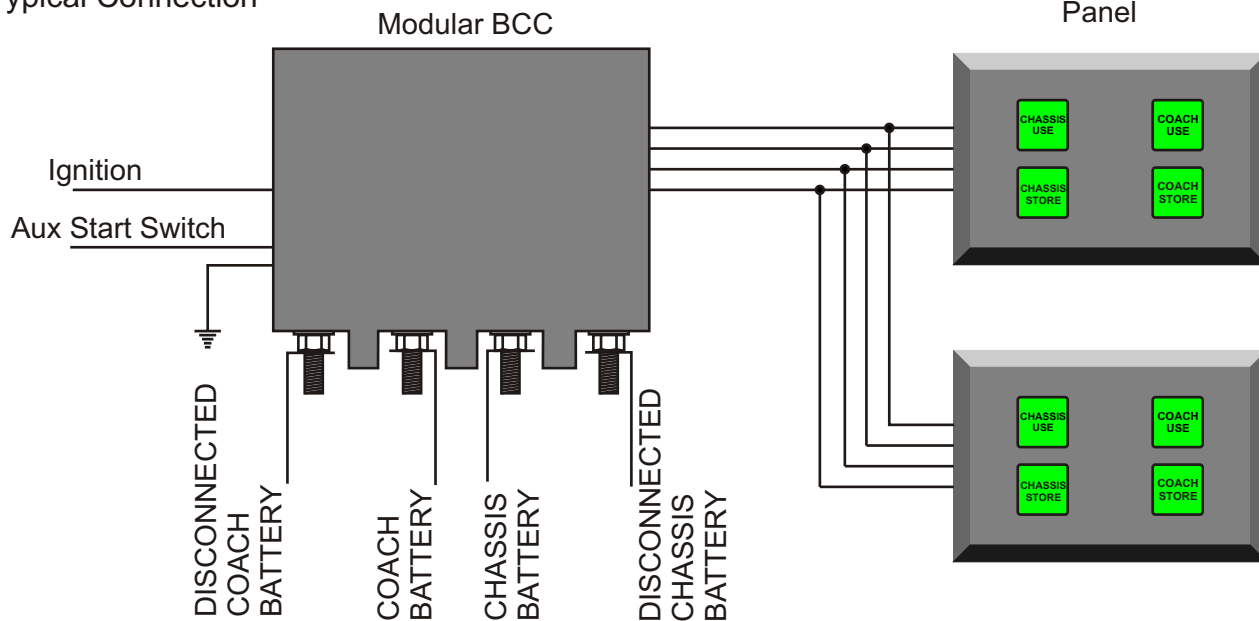 ypical Connection
Modular BCC
Panel
Ignition
Aux Start Switch
CHASSIS
USE
COACH
USE
CHASSIS
STORE
COACH
STORE
CHASSIS
USE
COACH
USE
CHASSIS
STORE
COACH
STORE
DISCONNECTED
COACH
BATTERY
COACH
BATTERY
CHASSIS
BATTERY
DISCONNECTED
CHASSIS
BATTERY